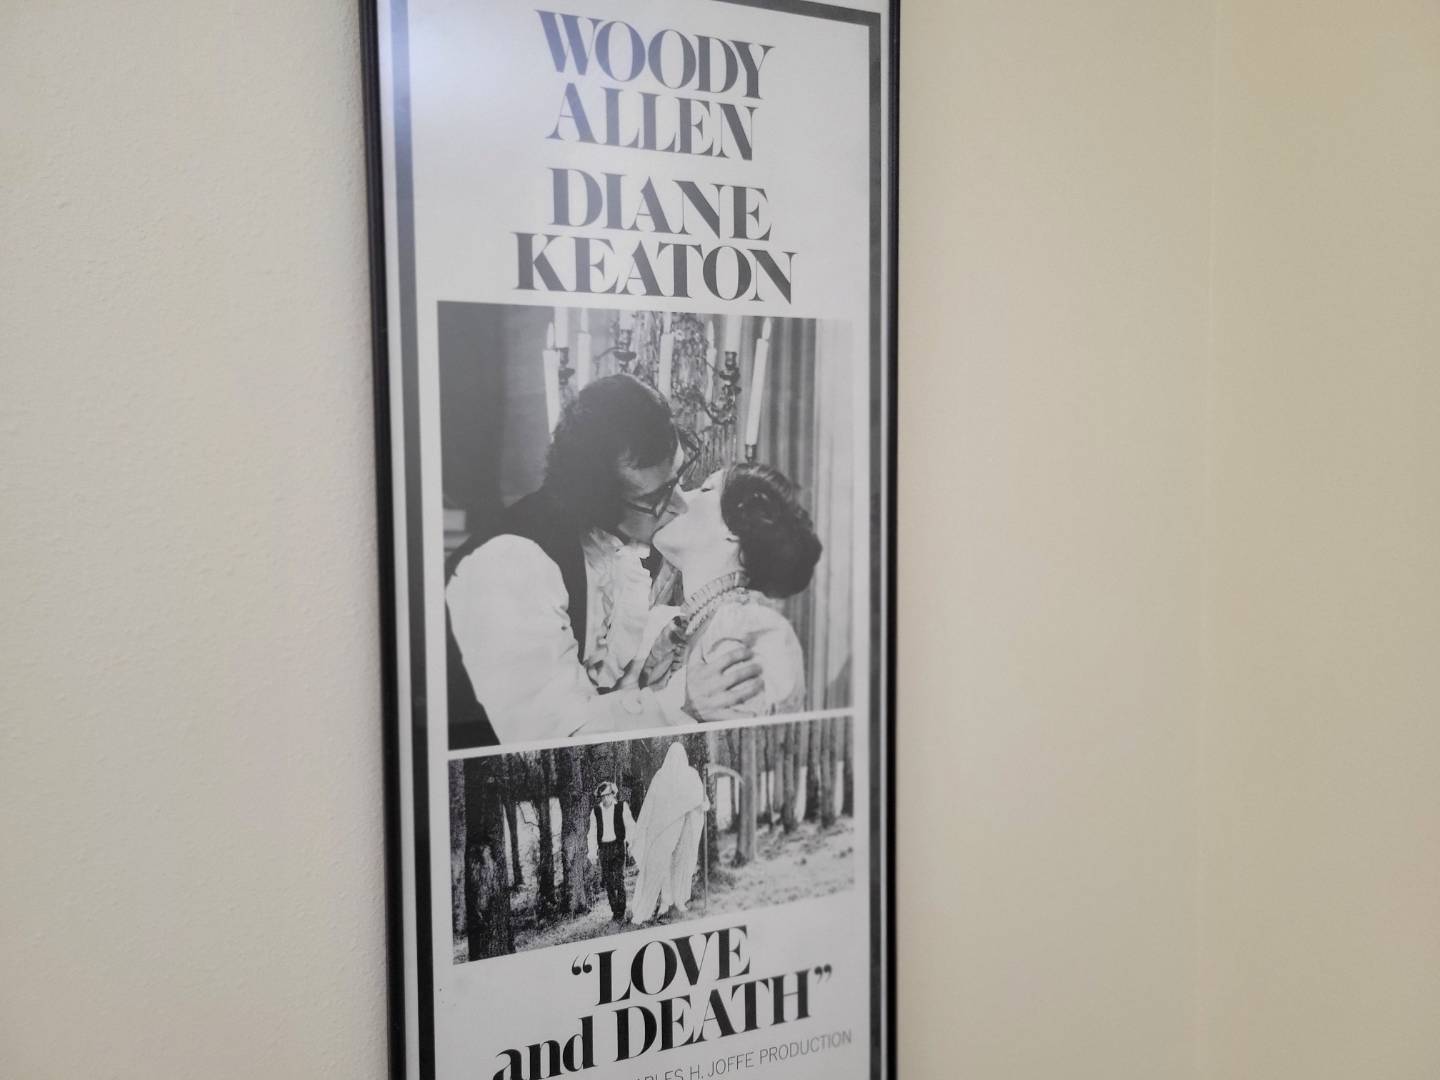 WOODY
ALLEN
DIANE
KEATON
“LOVE
and DEATH”
H. JOFFE PRODUCTION